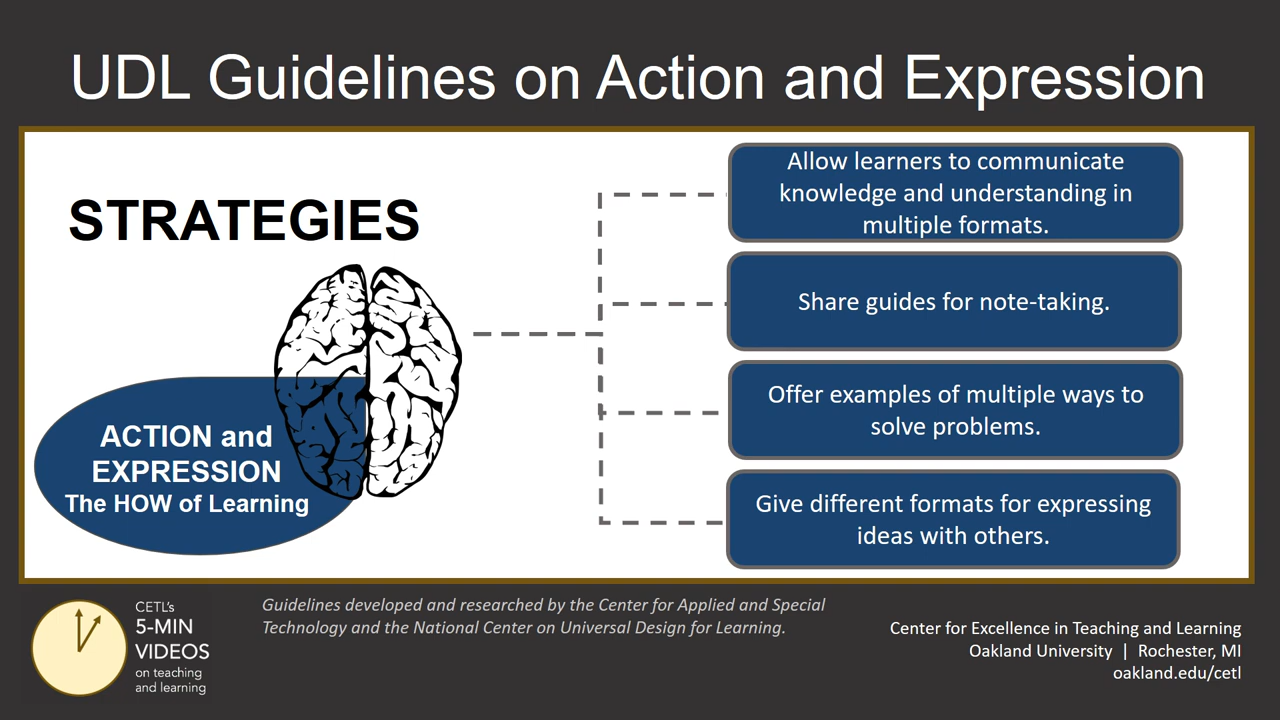 UDL Guidelines on Action and Expression
STRATEGIES
ACTION and
EXPRESSION
The HOW of Learning
Allow learners to communicate
knowledge and understanding in
multiple formats.
Share guides for note-taking.
Offer examples of multiple ways to
solve problems.
Give different formats for expressing
ideas with others.
CETL's
5-MIN
VIDEOS
on teaching
and learning
Guidelines developed and researched by the Center for Applied and Special
Technology and the National Center on Universal Design for Learning.
Center for Excellence in Teaching and Learning
Oakland University | Rochester, MI
oakland.edu/cetl